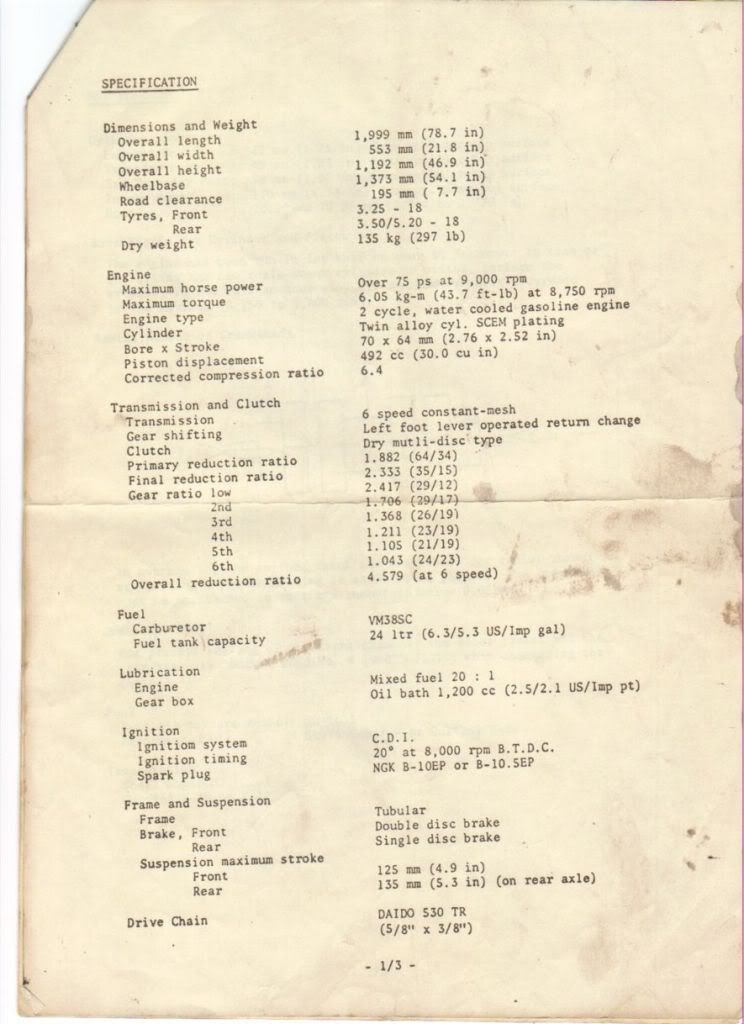 SPECIFICATION
Dimensions and Weight
Overall length 1,999 mm (78.7 in)
Overall width 553 mm (21.8 in)
Overall height 1,192 mm (46.9 in)
Wheelbase 1,373 mm (54.1 in)
Road clearance 195 mm ( 7.7 in)
Tyres, Front 3.25 - 18
Rear 3.50/5.20 - 18
Dry weight 135 kg (297 lb)
Engine
Maximum horse power Over 75 ps at 9,000 rpm
Maximum torque 6.05 kg-m (43.7 ft-lb) at 8,750 rpm
Engine type 2 cycle, water cooled gasoline engine
Cylinder Twin alloy cyl. SCEM plating
Bore x Stroke 70 x 64 mm (2.76 x 2.52 in)
Piston displacement 492 cc (30.0 cu in)
Corrected compression ratio 6.4
Transmission and Clutch
Transmission 6 speed constant-mesh
Gear shifting Left foot lever operated return change
Clutch Dry mutli-disc type
Primary reduction ratio 1.882 (64/34)
Final reduction ratio 2.333 (35/15)
Gear ratio low 2.417 (29/12)
2nd 1.706 (29/17)
3rd 1.368 (26/19)
4th 1.211 (23/19)
5th 1.105 (21/19)
6th 1.043 (24/23)
Overall reduction ratio 4.579 (at 6 speed)
Fuel
Carburetor VM38SC
Fuel tank capacity 24 ltr (6.3/5.3 US/Imp gal)
Lubrication
Engine Mixed fuel 20 : 1
Gear box Oil bath 1,200 cc (2.5/2.1 US/Imp pt)
Ignition
Ignitiom system C.D.I.
Ignition timing 20° at 8,000 rpm B.T.D.C.
Spark plug NGK B-10EP or B-10.5EP
Frame and Suspension
Frame Tubular
Brake, Front Double disc brake
Rear Single disc brake
Suspension maximum stroke
Front 125 mm (4.9 in)
Rear 135 mm (5.3 in) (on rear axle)
Drive Chain DAIDO 530 TR
(5/8" x 3/8")
- 1/3 -